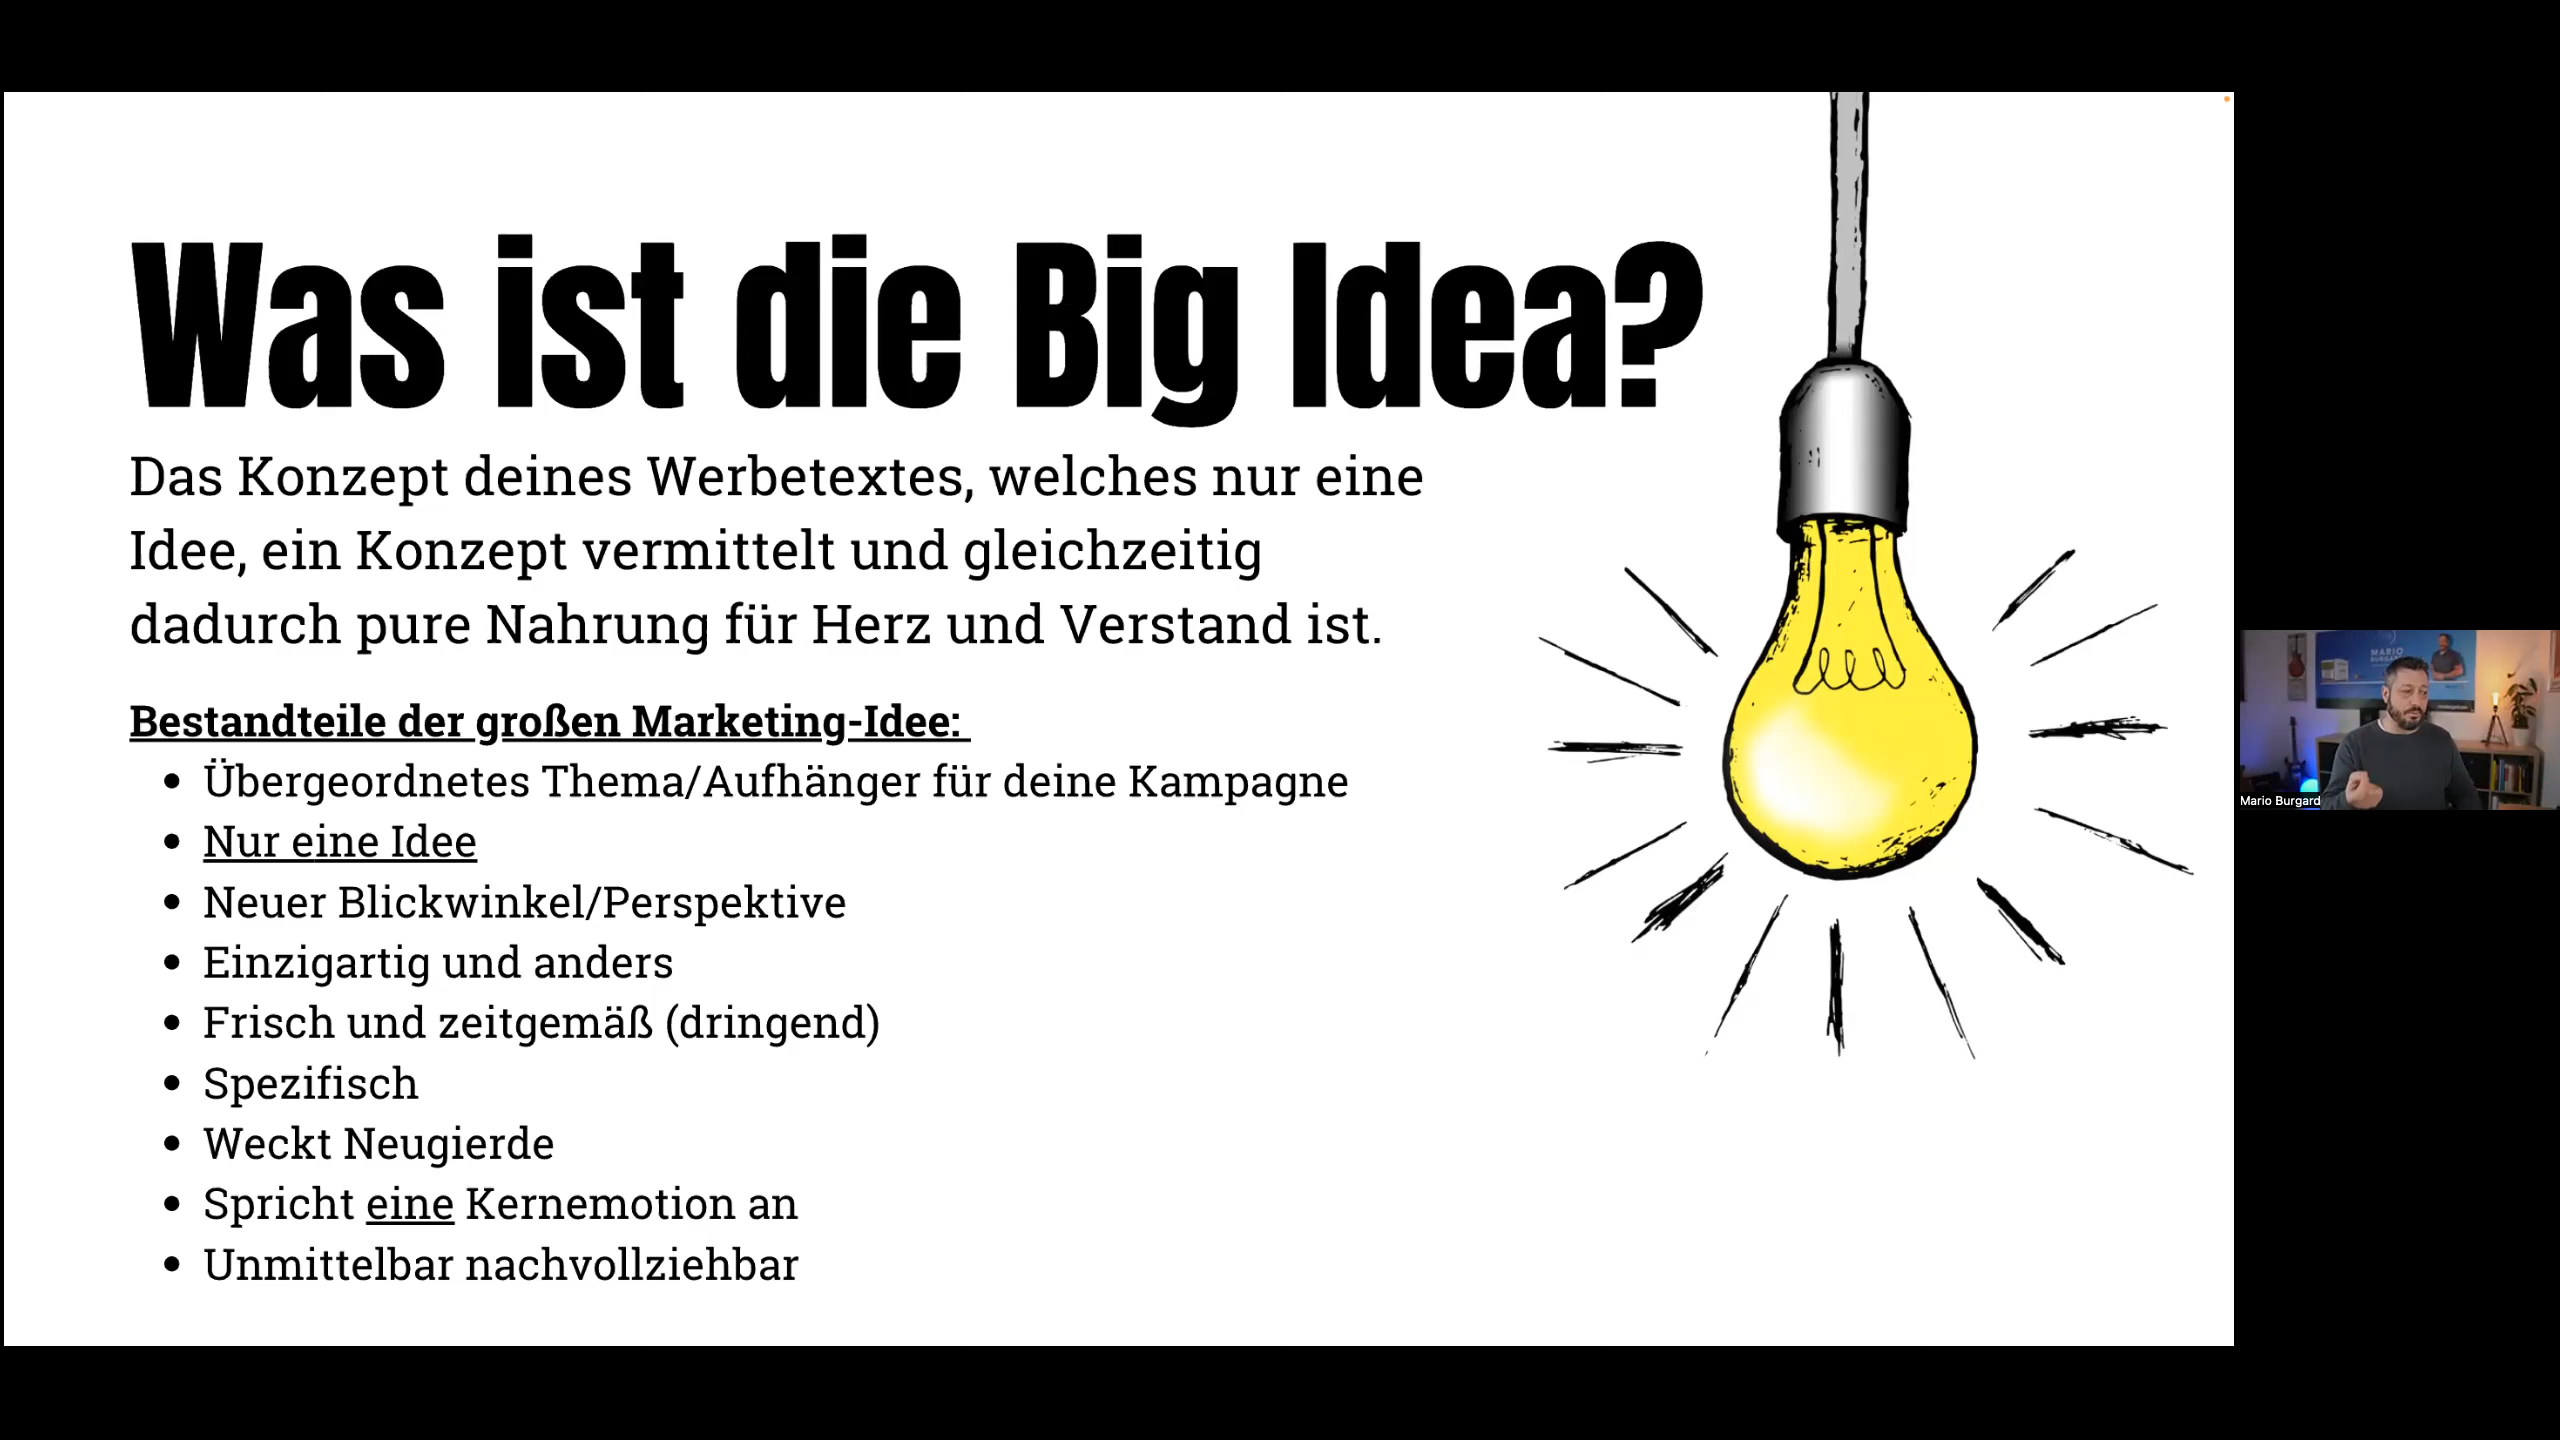 Was ist die Big Idea?
Das Konzept deines Werbetextes, welches nur eine
Idee, ein Konzept vermittelt und gleichzeitig
dadurch pure Nahrung für Herz und Verstand ist.
Bestandteile der großen Marketing-Idee:
• Übergeordnetes Thema/Aufhänger für deine Kampagne
• Nur eine Idee
• Neuer Blickwinkel/Perspektive
• Einzigartig und anders
• Frisch und zeitgemäß (dringend)
• Spezifisch
• Weckt Neugierde
• Spricht eine Kernemotion an
• Unmittelbar nachvollziehbar
MARIO
Mario Burgard